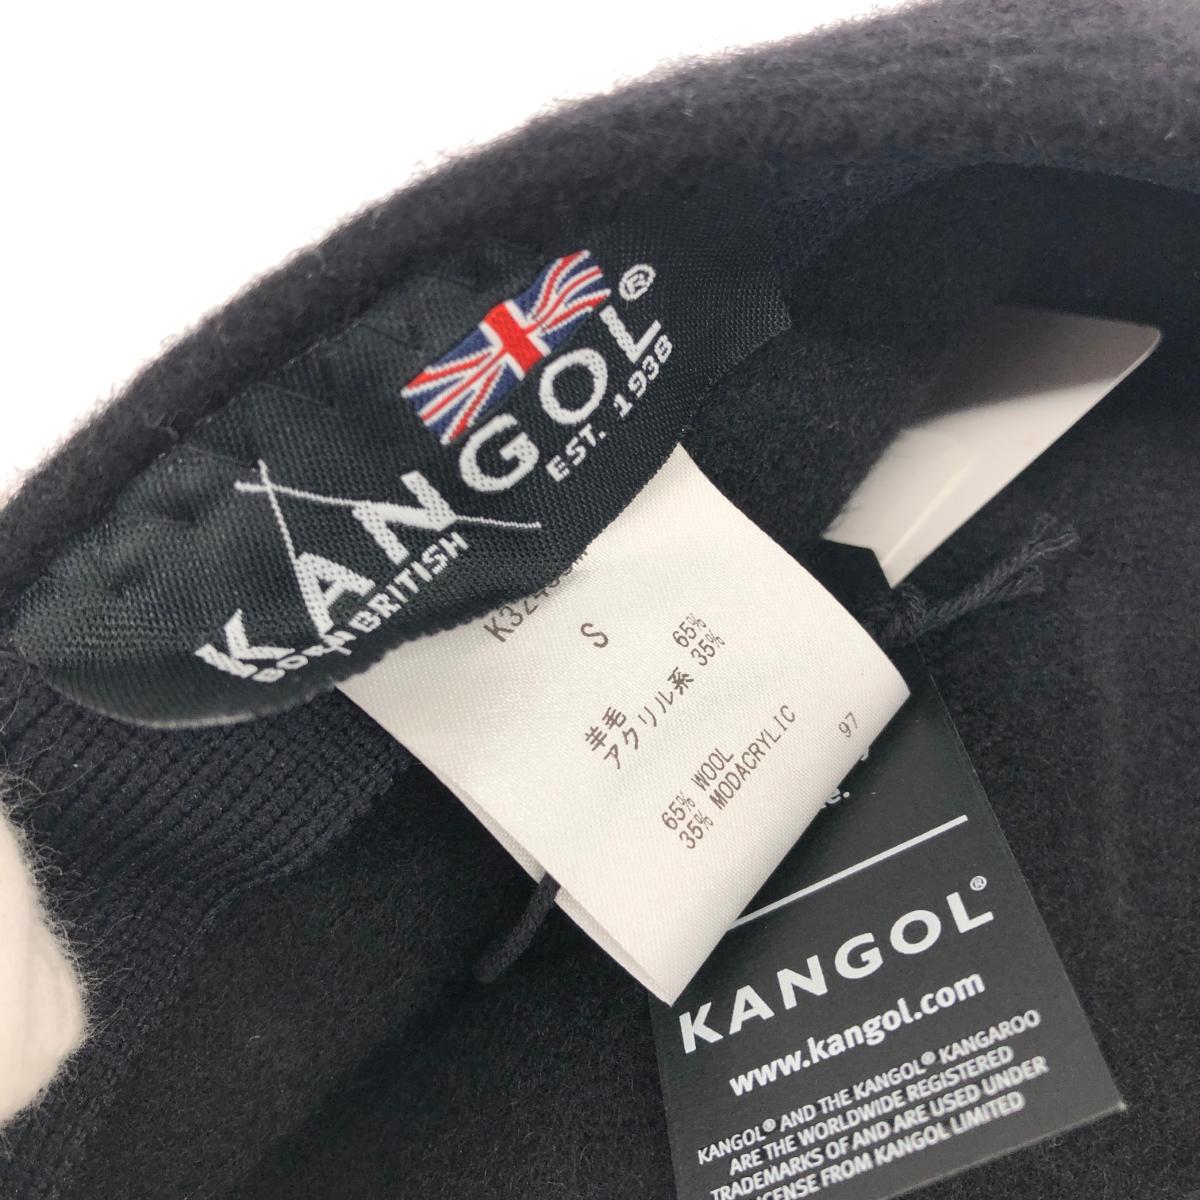 KANGOL®
EST. 1938
BORN BRITISH
S
羊毛 65%
アクリル系 35%
65% WOOL
35% MODACRYLIC
97
KANGOL®
www.kangol.com
KANGOL® AND THE KANGOL® KANGAROO
ARE THE WORLDWIDE REGISTERED
TRADEMARKS OF AND ARE USED UNDER
LICENSE FROM KANGOL LIMITED